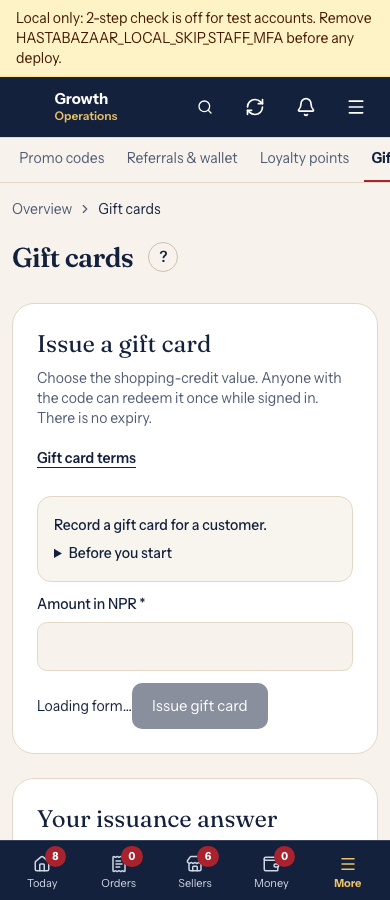 Local only: 2-step check is off for test accounts. Remove
HASTABAZAAR_LOCAL_SKIP_STAFF_MFA before any
deploy.
Growth
Operations
Promo codes
Referrals & wallet
Loyalty points
Gif
Overview
Gift cards
Gift cards
?
Issue a gift card
Choose the shopping-credit value. Anyone with
the code can redeem it once while signed in.
There is no expiry.
Gift card terms
Record a gift card for a customer.
Before you start
Amount in NPR *
Loading form...
Issue gift card
Your issuance answer
8
0
6
0
Today
Orders
Sellers
Money
More